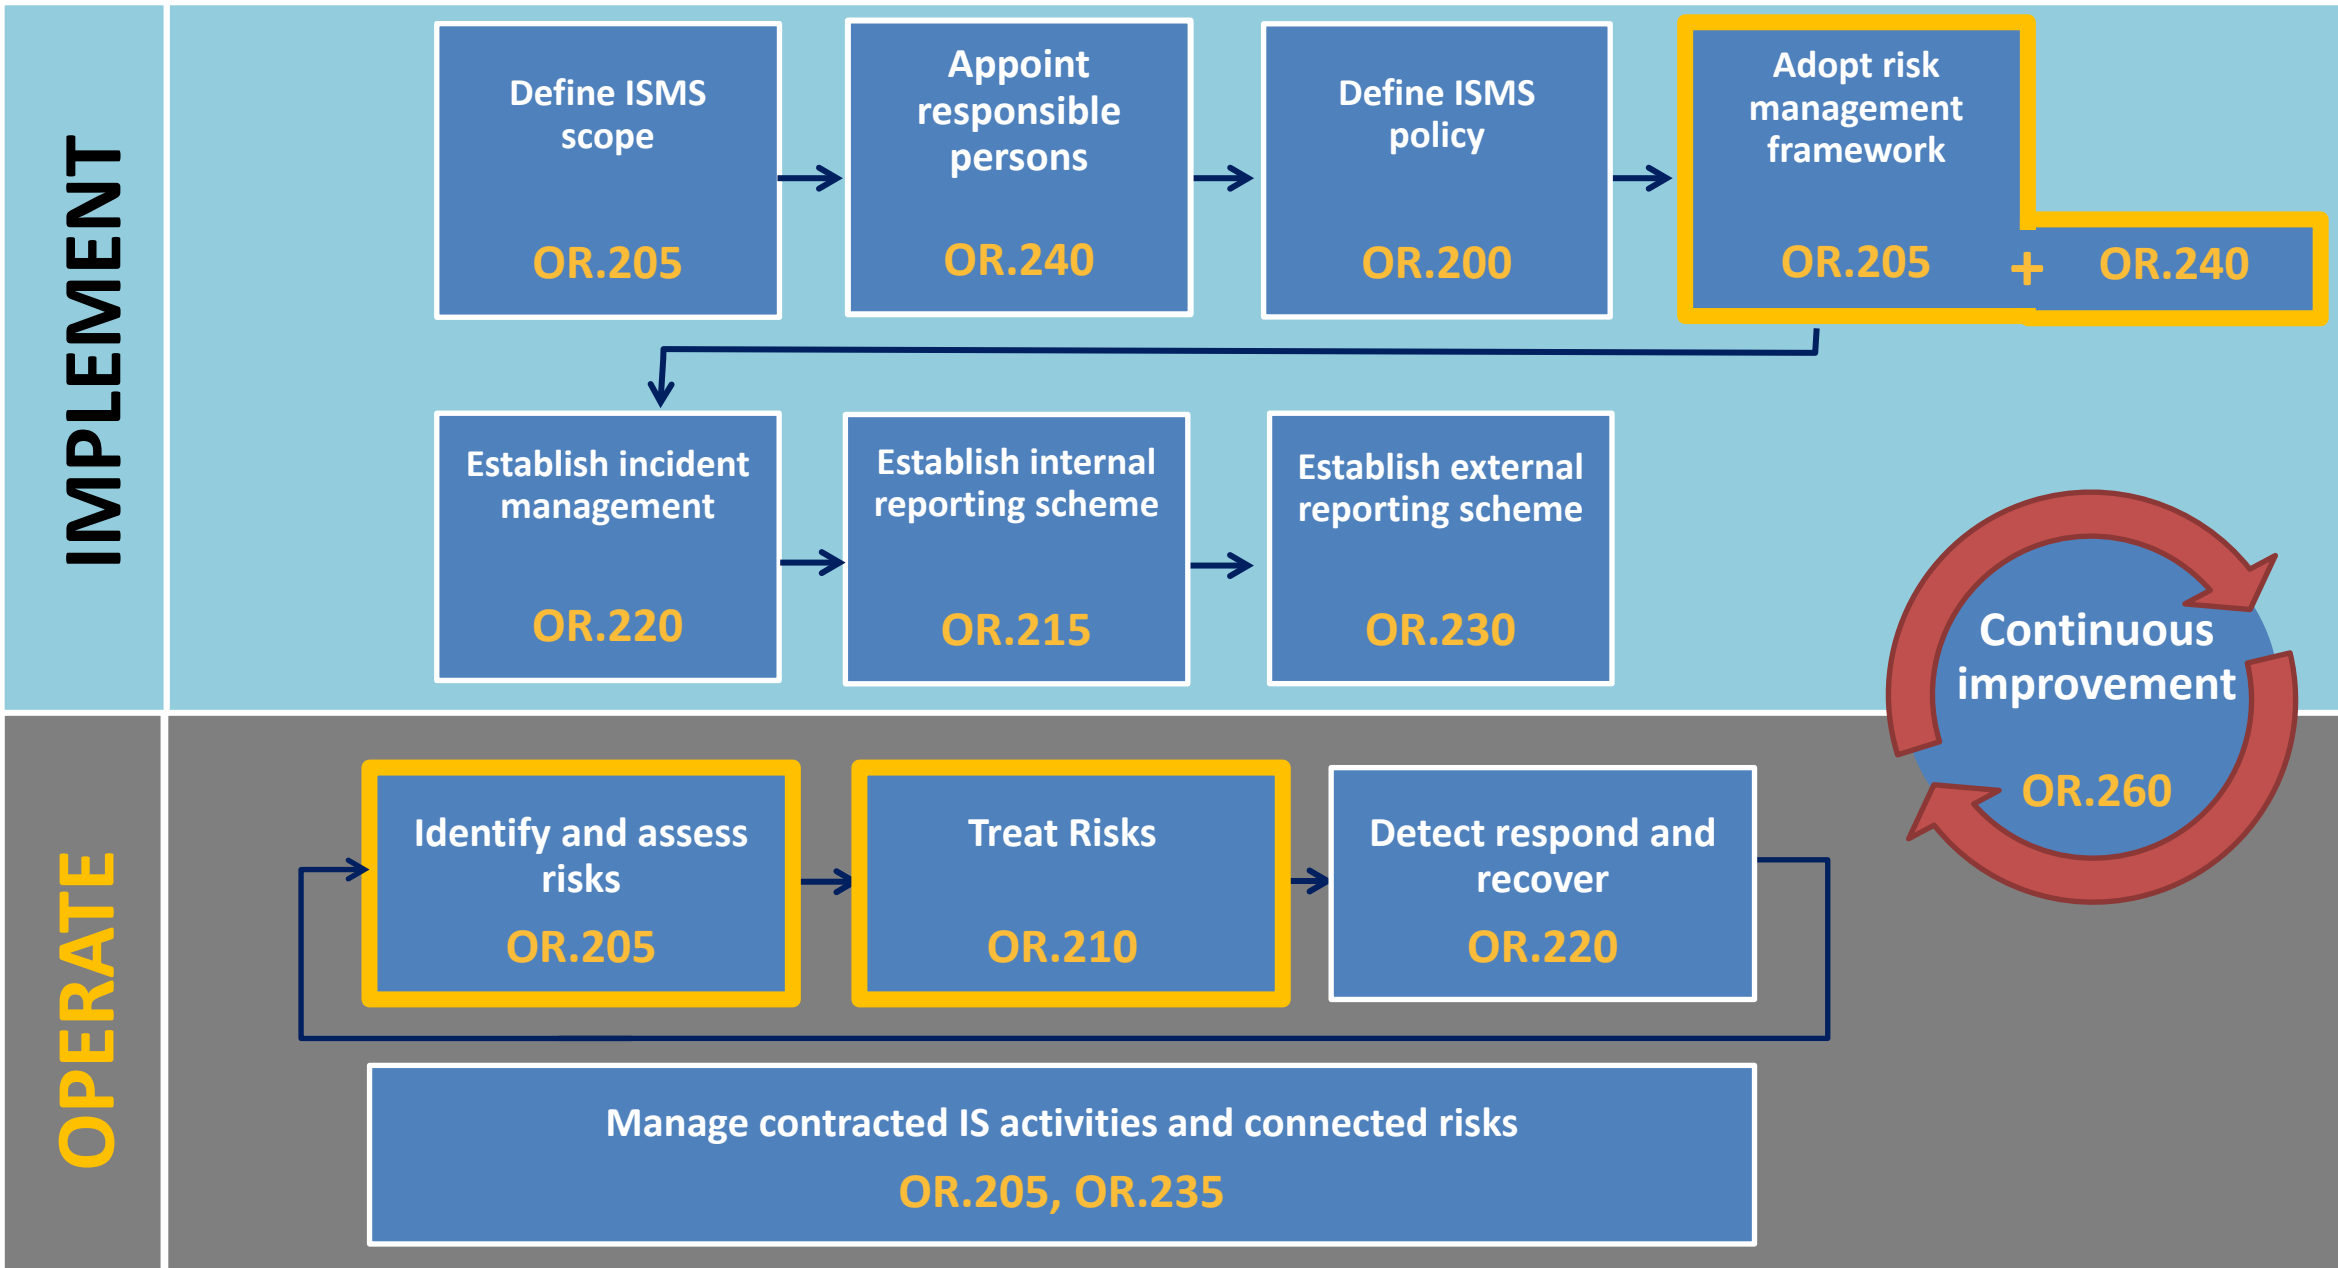 IMPLEMENT
Define ISMS
scope
OR.205
Appoint
responsible
persons
OR.240
Define ISMS
policy
OR.200
Adopt risk
management
framework
OR.205 + OR.240
Establish incident
management
OR.220
Establish internal
reporting scheme
OR.215
Establish external
reporting scheme
OR.230
Continuous
improvement
OR.260
OPERATE
Identify and assess
risks
OR.205
Treat Risks
OR.210
Detect respond and
recover
OR.220
Manage contracted IS activities and connected risks
OR.205, OR.235